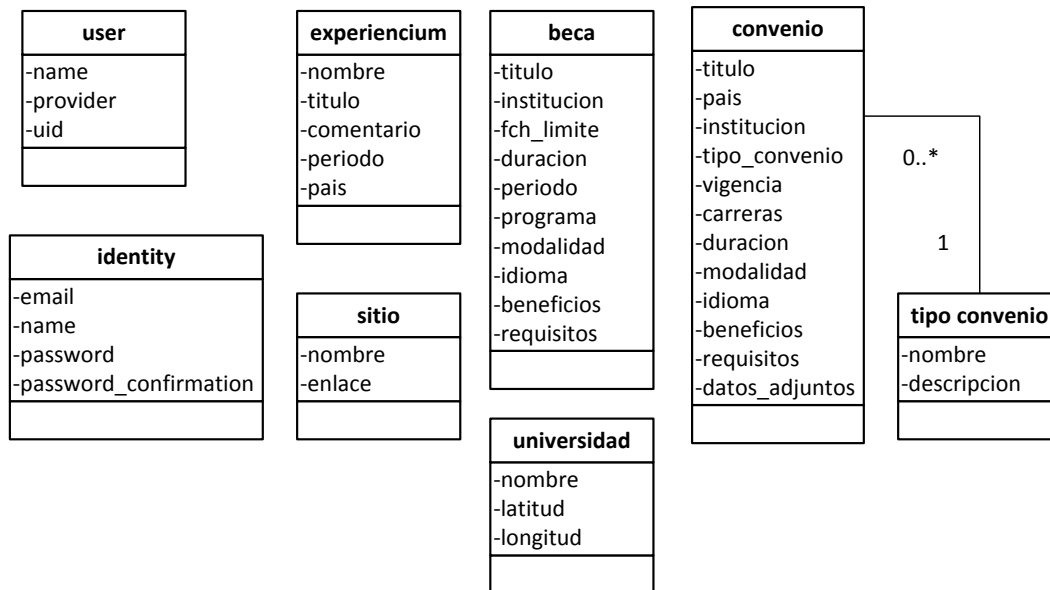 user
-name
-provider
-uid
experiencium
-nombre
-titulo
-comentario
-periodo
-pais
beca
-titulo
-institucion
-fch_limite
-duracion
-periodo
-programa
-modalidad
-idioma
-beneficios
-requisitos
convenio
-titulo
-pais
-institucion
-tipo_convenio
-vigencia
-carreras
-duracion
-modalidad
-idioma
-beneficios
-requisitos
-datos_adjuntos
0..*
1
identity
-email
-name
-password
-password_confirmation
sitio
-nombre
-enlace
tipo convenio
-nombre
-descripcion
universidad
-nombre
-latitud
-longitud